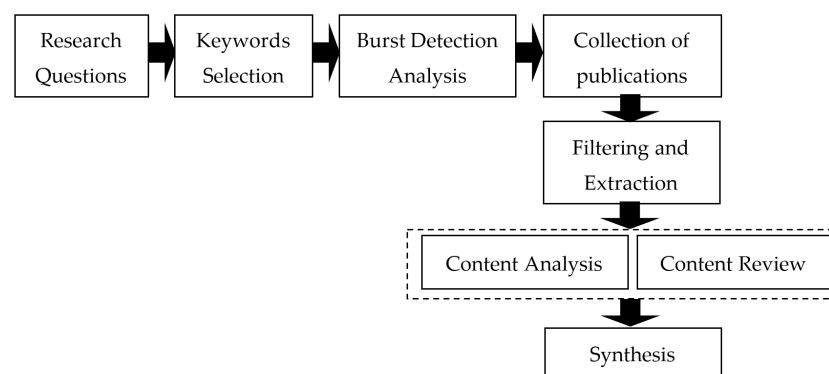 Research
Questions
Keywords
Selection
Burst Detection
Analysis
Collection of
publications
Filtering and
Extraction
Content Analysis
Content Review
Synthesis